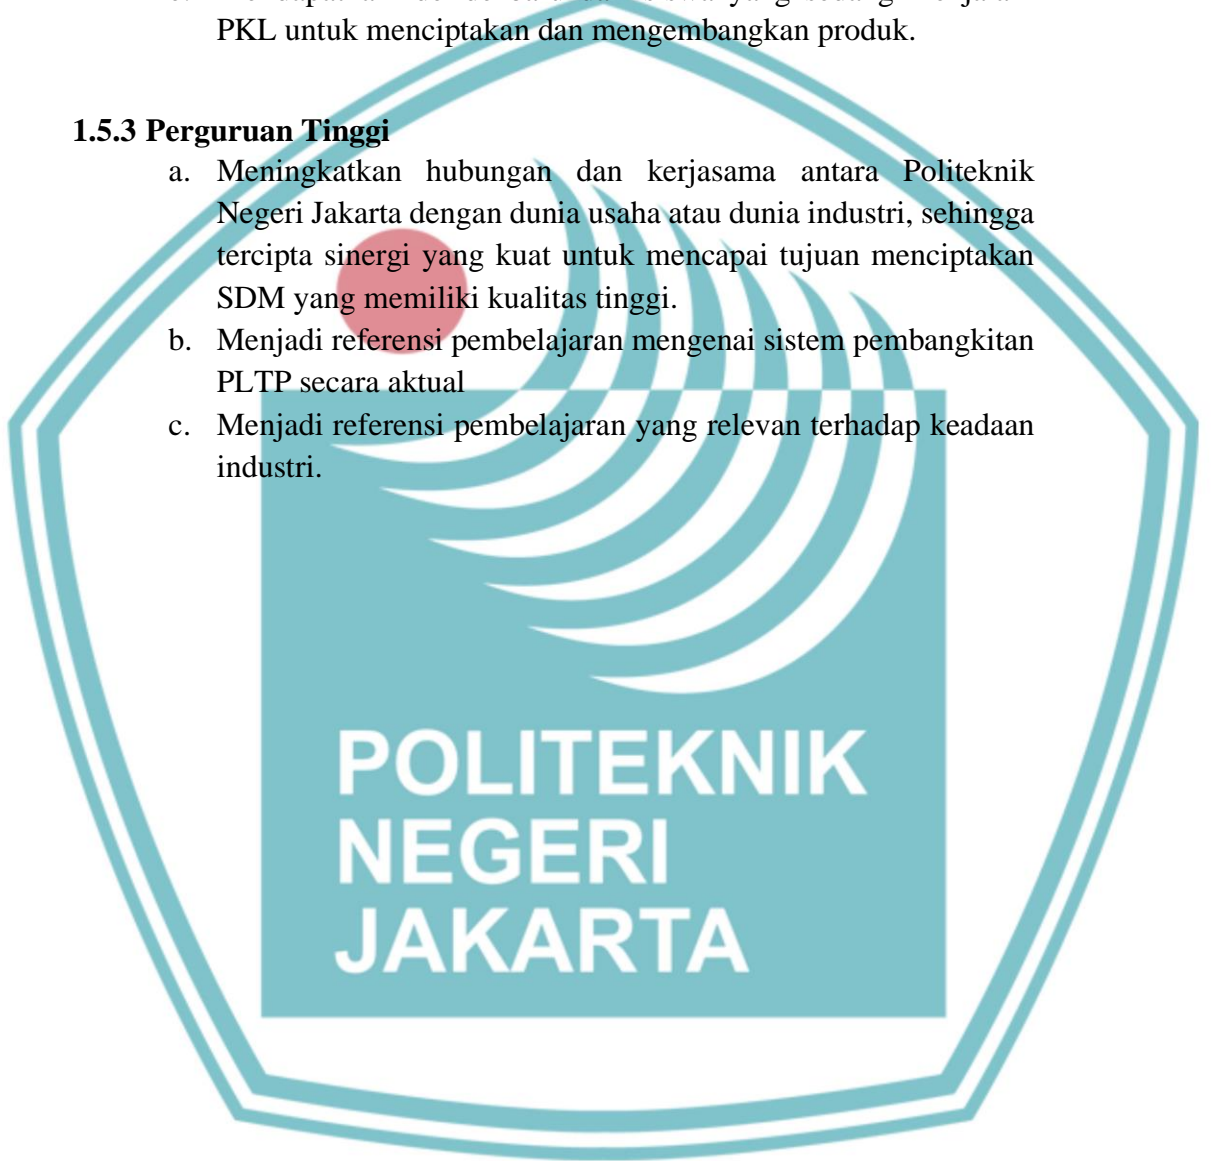 PKL untuk menciptakan dan mengembangkan produk.
1.5.3 Perguruan Tinggi
a. Meningkatkan hubungan dan kerjasama antara Politeknik
Negeri Jakarta dengan dunia usaha atau dunia industri, sehingga
tercipta sinergi yang kuat untuk mencapai tujuan menciptakan
SDM yang memiliki kualitas tinggi.
b. Menjadi referensi pembelajaran mengenai sistem pembangkitan
PLTP secara aktual
c. Menjadi referensi pembelajaran yang relevan terhadap keadaan
industri.
POLITEKNIK
NEGERI
JAKARTA